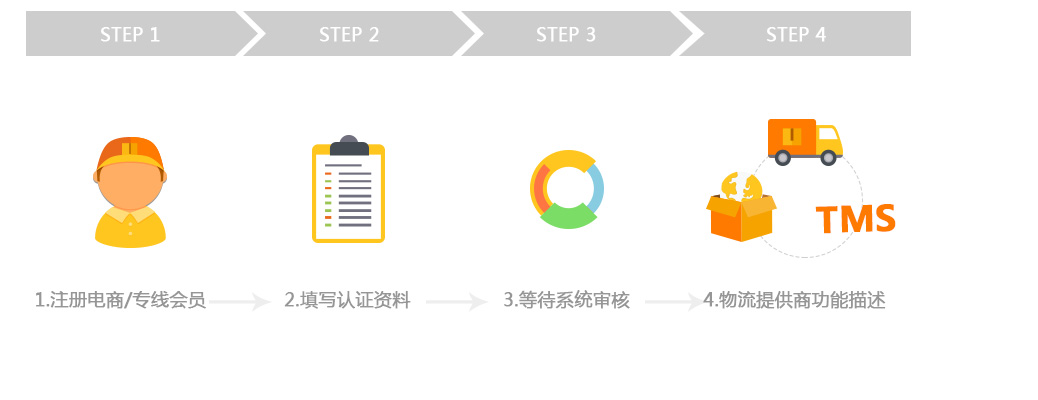 STEP 1
STEP 2
STEP 3
STEP 4
TMS
1.注册电商/专线会员
2.填写认证资料
3.等待系统审核
4.物流提供商功能描述